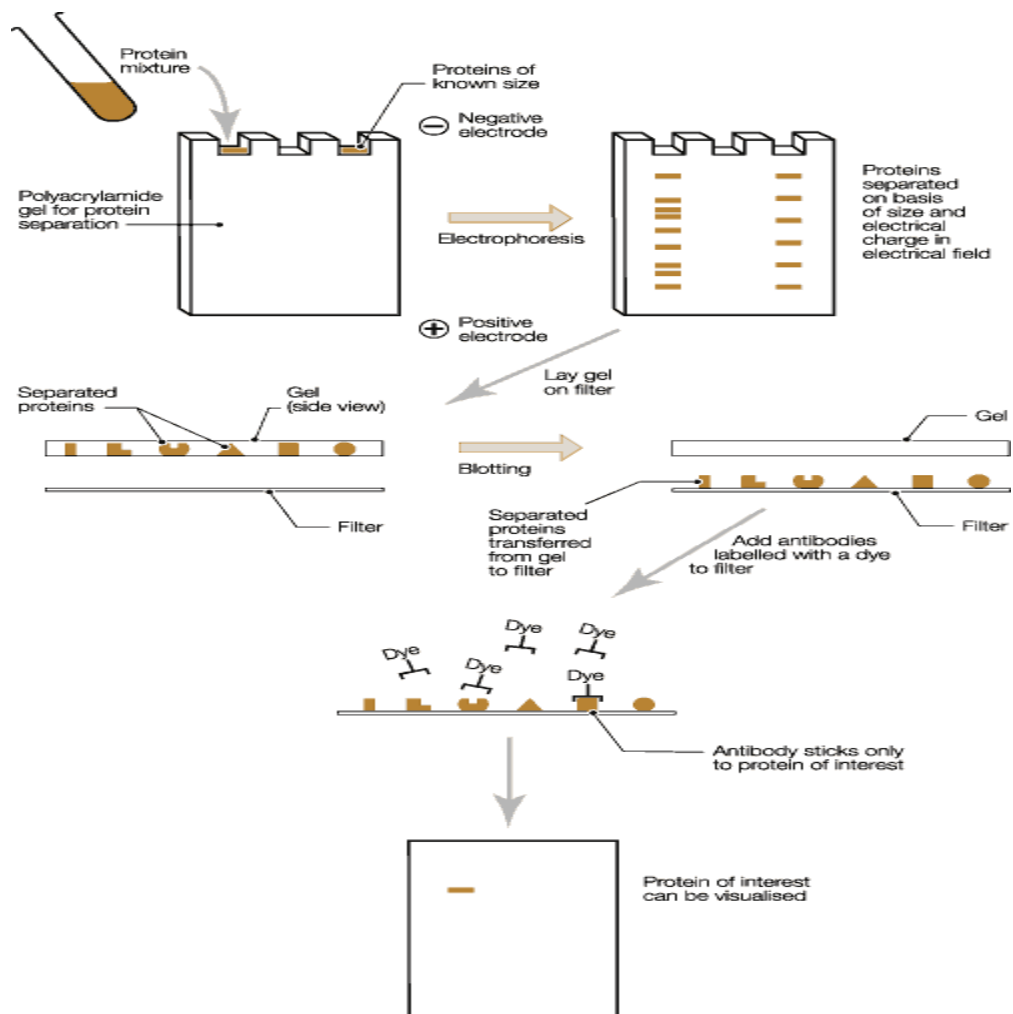 Protein
mixture
Proteins of
known size
⊖ Negative
electrode
Polyacrylamide
gel for protein
separation
Electrophoresis
Proteins
separated
on basis
of size and
electrical
charge in
electrical field
⊕ Positive
electrode
Lay gel
on filter
Separated
proteins
Gel
(side view)
Gel
Blotting
Filter
Separated
proteins
transferred
from gel
to filter
Filter
Add antibodies
labelled with a dye
to filter
Dye
Dye
Dye
Dye
Dye
Antibody sticks only
to protein of interest
Protein of interest
can be visualised